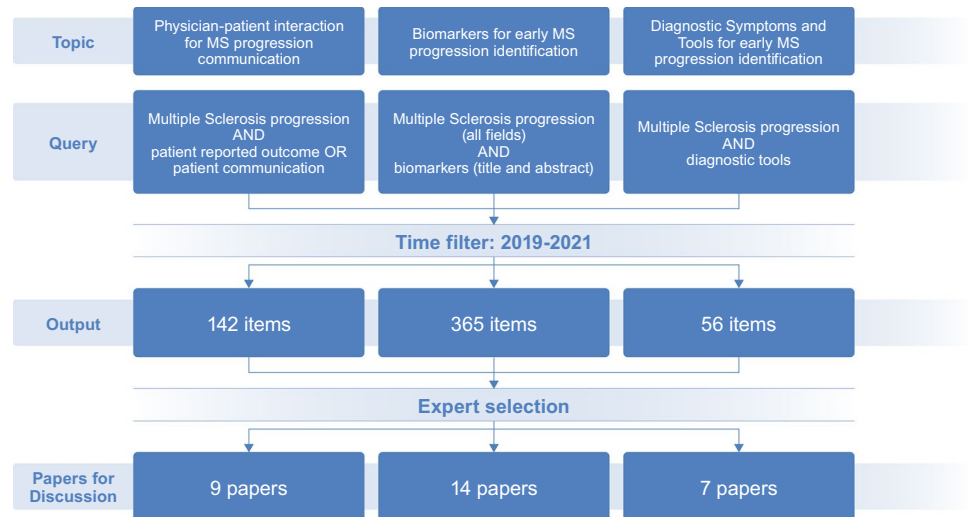 Topic
Physician-patient interaction
for MS progression
communication
Biomarkers for early MS
progression identification
Diagnostic Symptoms and
Tools for early MS
progression identification
Query
Multiple Sclerosis progression
AND
patient reported outcome OR
patient communication
Multiple Sclerosis progression
(all fields)
AND
biomarkers (title and abstract)
Multiple Sclerosis progression
AND
diagnostic tools
Time filter: 2019-2021
Output
142 items
365 items
56 items
Expert selection
Papers for
Discussion
9 papers
14 papers
7 papers